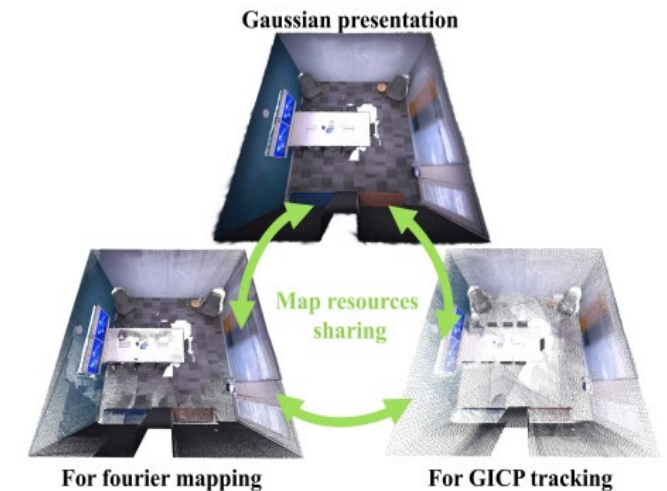 Gaussian presentation
Map resources
sharing
For fourier mapping
For GICP tracking